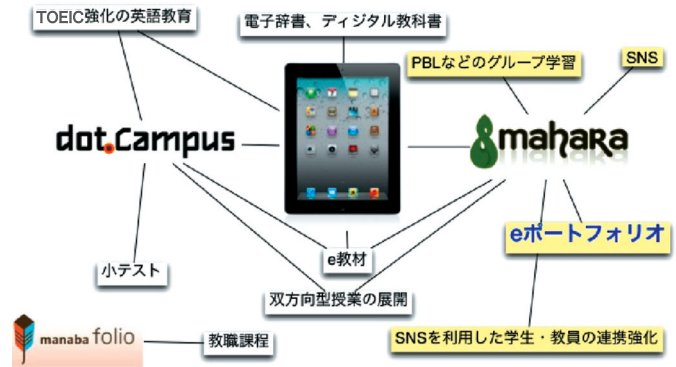 TOEIC強化の英語教育
電子辞書、ディジタル教科書
PBLなどのグループ学習
SNS
dot.campus
mahara
eポートフォリオ
e教材
小テスト
双方向型授業の展開
manaba folio
教職課程
SNSを利用した学生・教員の連携強化